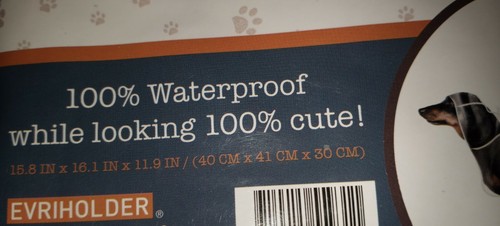 100% Waterproof
while looking 100% cute!
15.8 IN x 16.1 IN x 11.9 IN / (40 CM x 41 CM x 30 CM)
EVRIHOLDER®